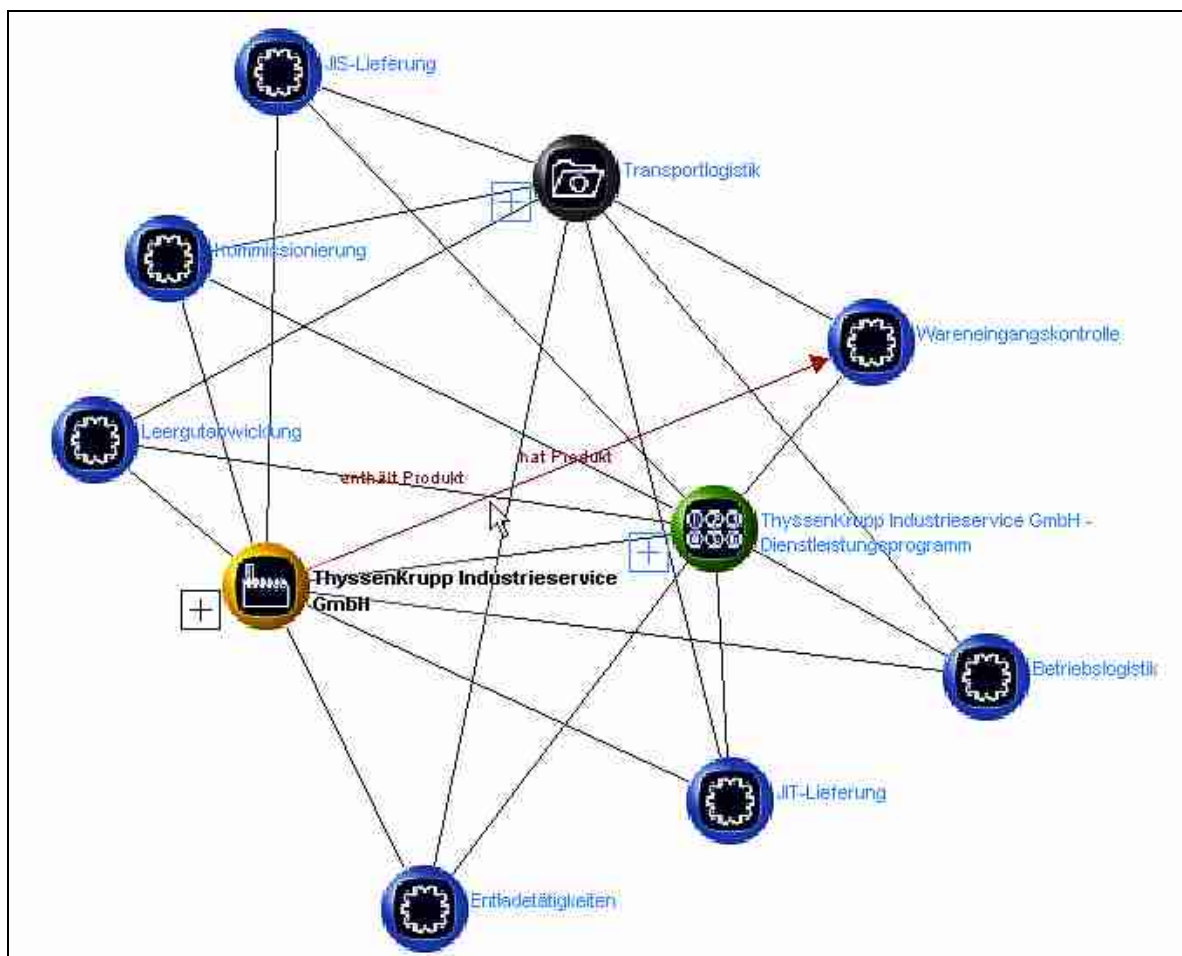 JIS-Lieferung
Transportlogistik
Kommissionierung
Wareneingangskontrolle
Leergutabwicklung
hat Produkt
enthält Produkt
ThyssenKrupp Industrieservice GmbH -
Dienstleistungsprogramm
ThyssenKrupp Industrieservice
GmbH
Betriebslogistik
JIT-Lieferung
Entladetätigkeiten